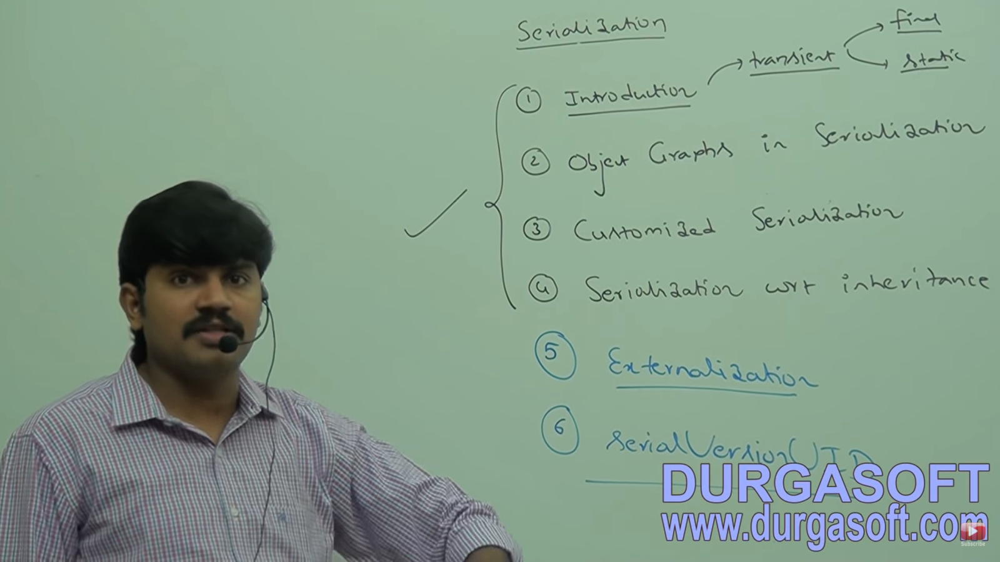 Serialization
transient
final
static
1 Introduction
2 Object Graphs in Serialization
3 Customized Serialization
4 Serialization wrt inheritance
5 Externalization
6 serialVersionUID
DURGASOFT
www.durgasoft.com
Subscribe